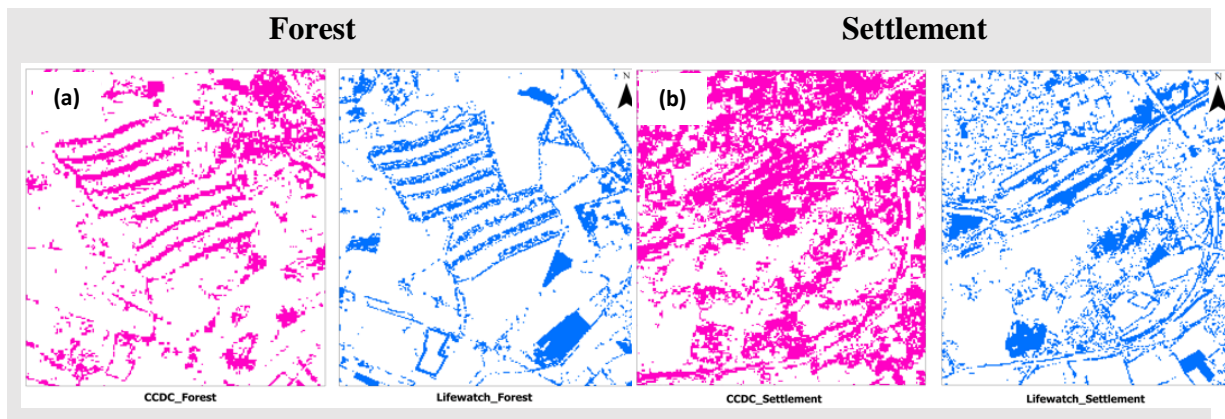 Forest Settlement
(a) N (b) N
CCDC_Forest Lifewatch_Forest CCDC_Settlement Lifewatch_Settlement